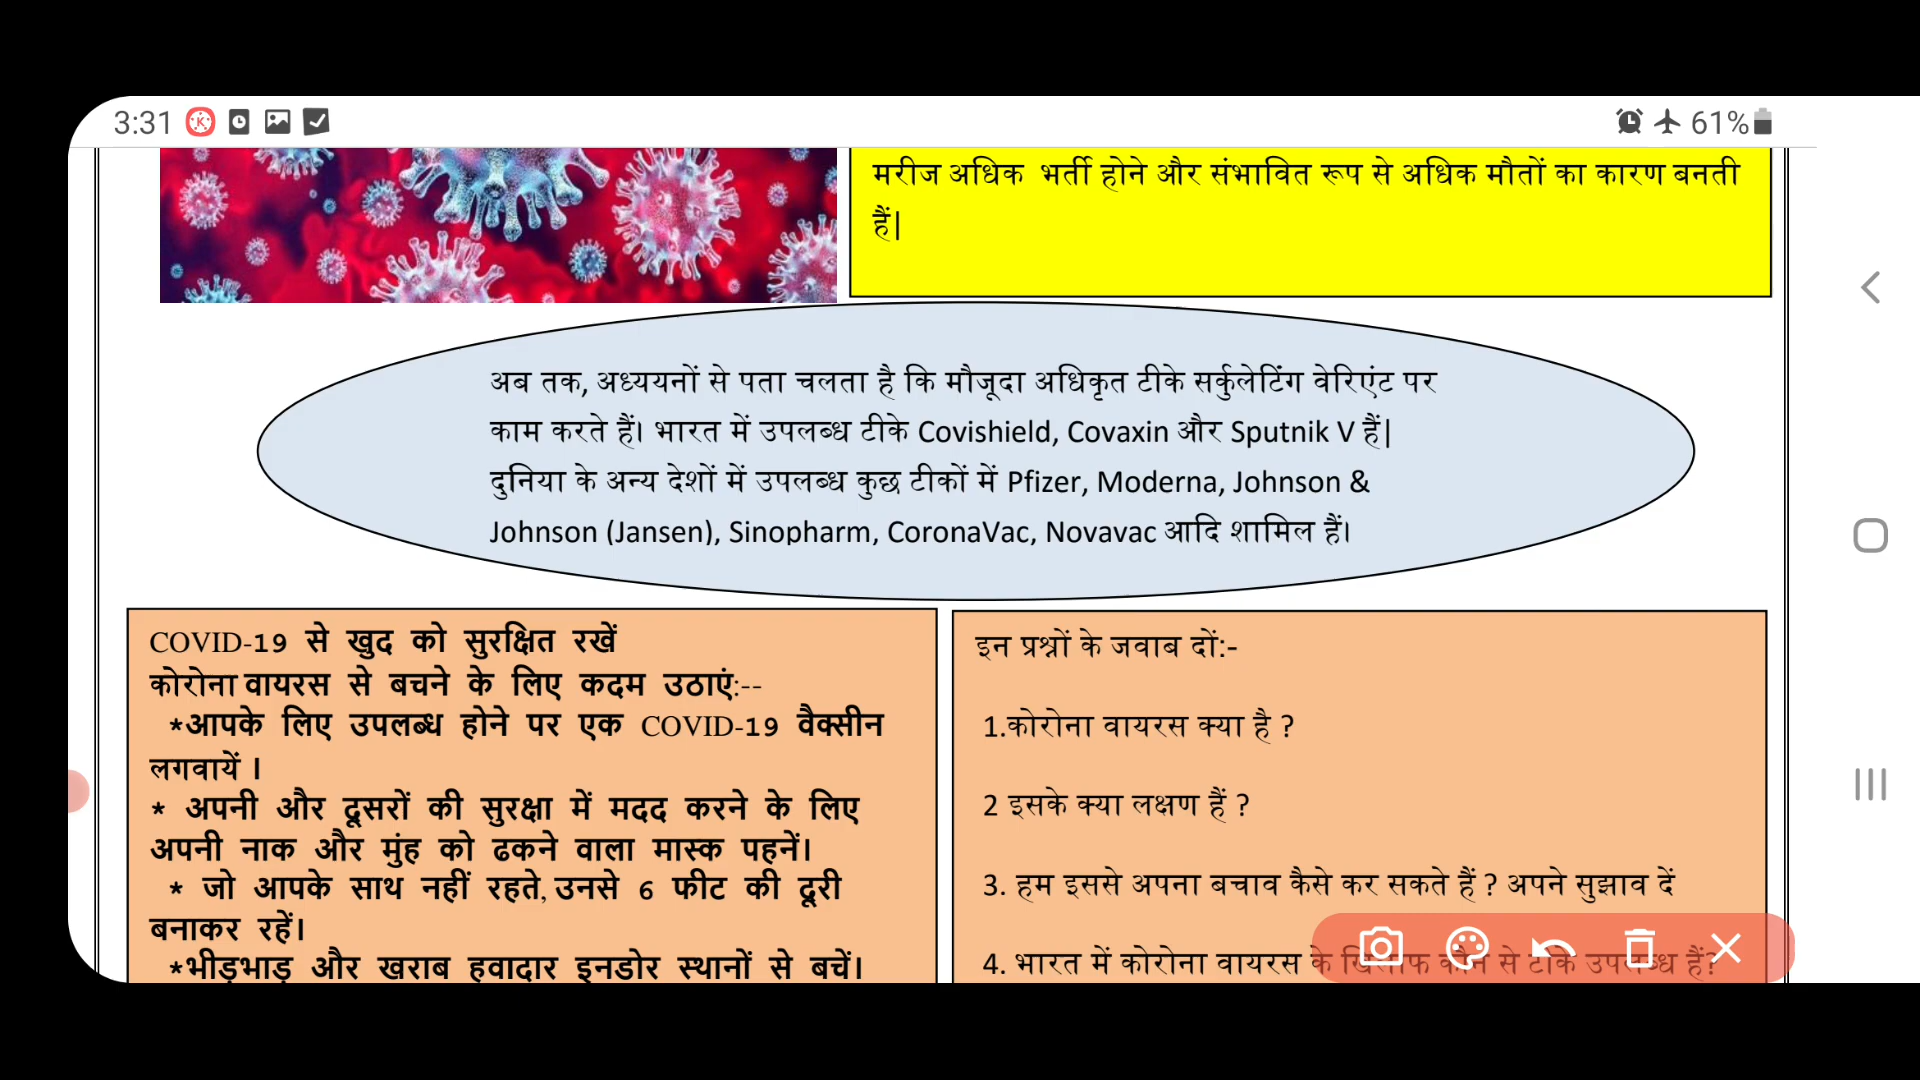 3:31
61%
मरीज अधिक भर्ती होने और संभावित रूप से अधिक मौतों का कारण बनती
हैं|
अब तक, अध्ययनों से पता चलता है कि मौजूदा अधिकृत टीके सर्कुलेटिंग वेरिएंट पर
काम करते हैं। भारत में उपलब्ध टीके Covishield, Covaxin और Sputnik V हैं|
दुनिया के अन्य देशों में उपलब्ध कुछ टीकों में Pfizer, Moderna, Johnson &
Johnson (Jansen), Sinopharm, CoronaVac, Novavac आदि शामिल हैं।
COVID-19 से खुद को सुरक्षित रखें
कोरोना वायरस से बचने के लिए कदम उठाएं:--
*आपके लिए उपलब्ध होने पर एक COVID-19 वैक्सीन
लगवायें ।
* अपनी और दूसरों की सुरक्षा में मदद करने के लिए
अपनी नाक और मुंह को ढकने वाला मास्क पहनें।
* जो आपके साथ नहीं रहते, उनसे 6 फीट की दूरी
बनाकर रहें।
*भीड़भाड़ और खराब हवादार इनडोर स्थानों से बचें।
इन प्रश्नों के जवाब दों:-
1.कोरोना वायरस क्या है ?
2 इसके क्या लक्षण हैं ?
3. हम इससे अपना बचाव कैसे कर सकते हैं ? अपने सुझाव दें
4. भारत में कोरोना वायरस के खिलाफ कौन से टीके उपलब्ध हैं?